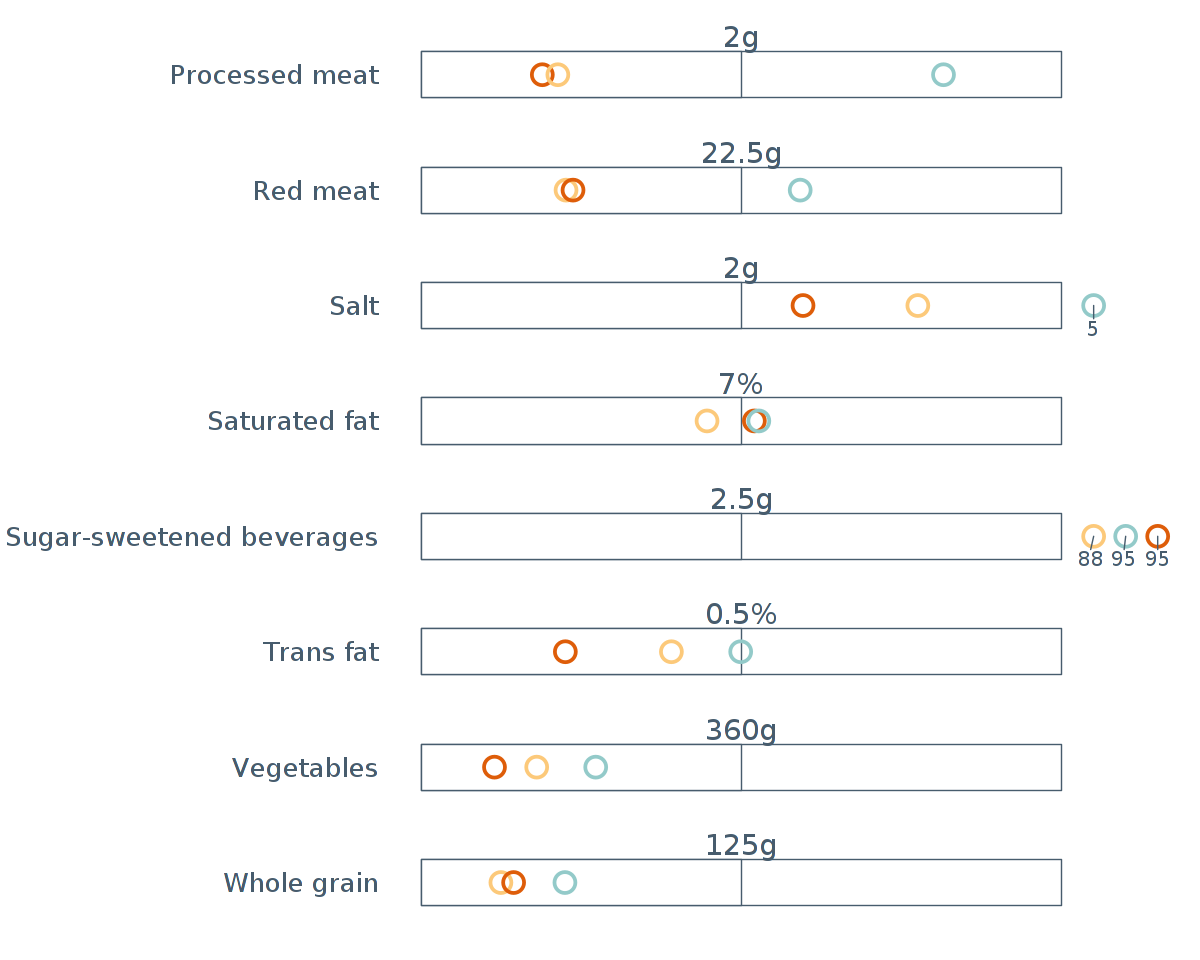 2g
Processed meat
22.5g
Red meat
2g
Salt
5
7%
Saturated fat
2.5g
Sugar-sweetened beverages
88 95 95
0.5%
Trans fat
360g
Vegetables
125g
Whole grain